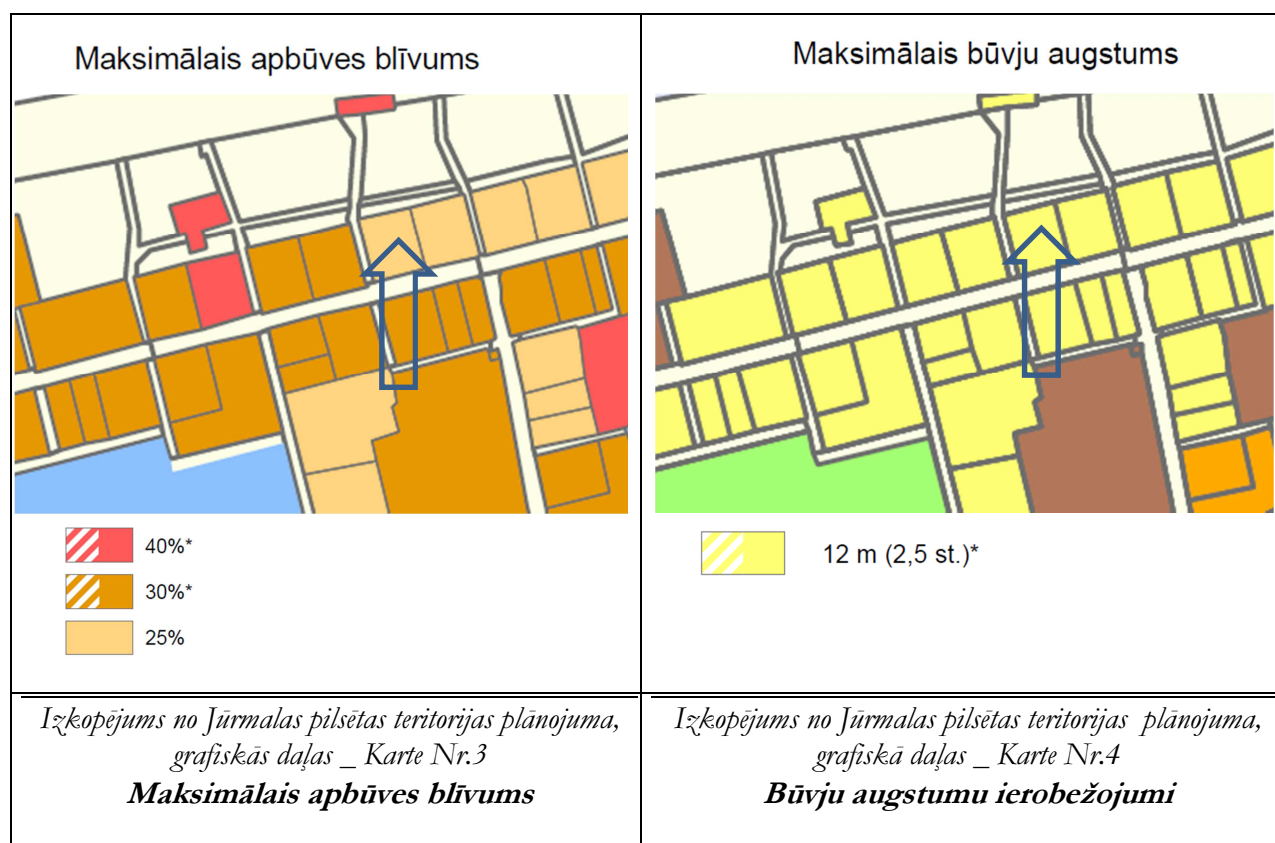 Maksimālais apbūves blīvums
40%*
30%*
25%
Izkopējums no Jūrmalas pilsētas teritorijas plānojuma,
grafiskās daļas _ Karte Nr.3
Maksimālais apbūves blīvums
Maksimālais būvju augstums
12 m (2,5 st.)*
Izkopējums no Jūrmalas pilsētas teritorijas plānojuma,
grafiskā daļas _ Karte Nr.4
Būvju augstumu ierobežojumi